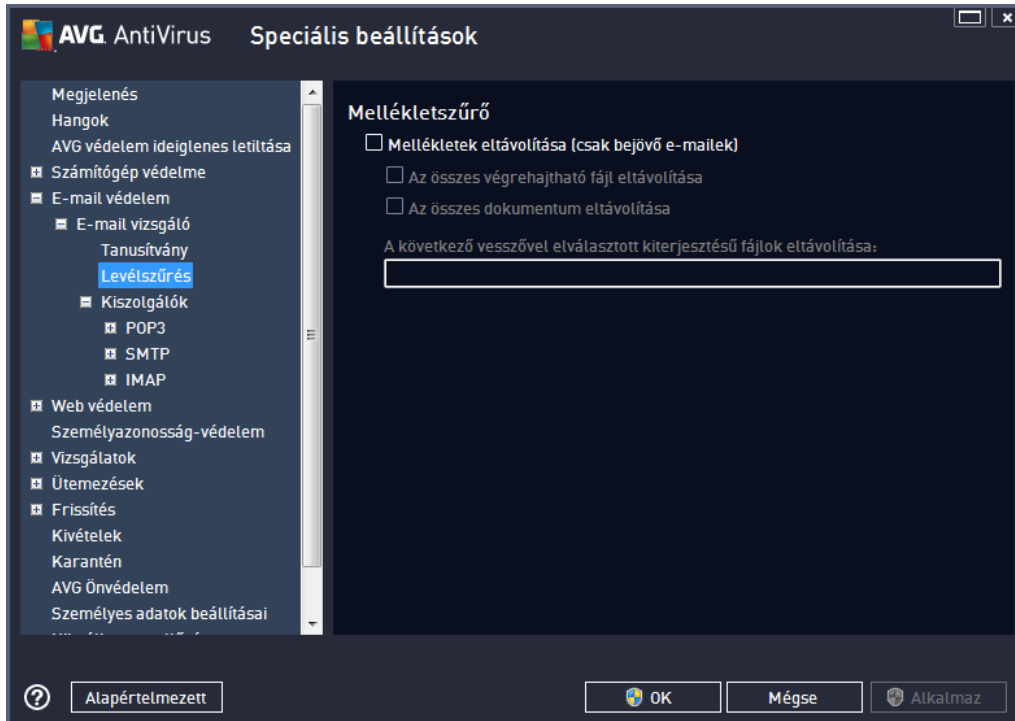 AVG. AntiVirus Speciális beállítások
Megjelenés
Hangok
AVG védelem ideiglenes letiltása
Számítógép védelme
E-mail védelem
E-mail vizsgáló
Tanusítvány
Levélszűrés
Kiszolgálók
POP3
SMTP
IMAP
Web védelem
Személyazonosság-védelem
Vizsgálatok
Ütemezések
Frissítés
Kivételek
Karantén
AVG Önvédelem
Személyes adatok beállításai
Mellékletszűrő
Mellékletek eltávolítása (csak bejövő e-mailek)
Az összes végrehajtható fájl eltávolítása
Az összes dokumentum eltávolítása
A következő vesszővel elválasztott kiterjesztésű fájlok eltávolítása:
Alapértelmezett
OK
Mégse
Alkalmaz